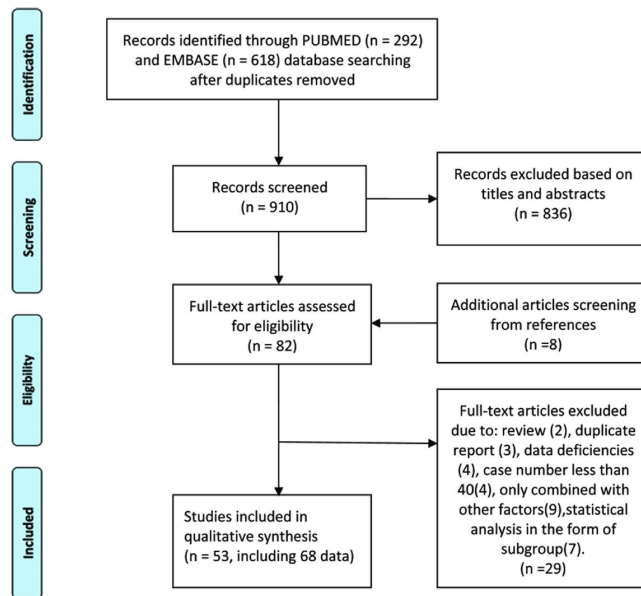 Identification
Records identified through PUBMED (n = 292)
and EMBASE (n = 618) database searching
after duplicates removed
Screening
Records screened
(n = 910)
Records excluded based on
titles and abstracts
(n = 836)
Eligibility
Full-text articles assessed
for eligibility
(n = 82)
Additional articles screening
from references
(n =8)
Full-text articles excluded
due to: review (2), duplicate
report (3), data deficiencies
(4), case number less than
40(4), only combined with
other factors(9),statistical
analysis in the form of
subgroup(7).
(n =29)
Included
Studies included in
qualitative synthesis
(n = 53, including 68 data)